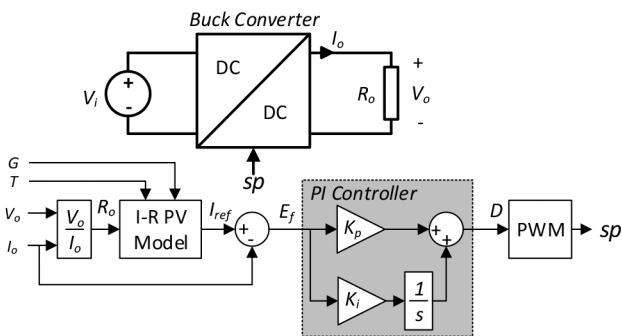 Buck Converter
I_o
DC
DC
V_i
+
-
R_o
+
V_o
-
sp
G
T
V_o
I_o
V_o
I_o
R_o
I-R PV
Model
I_ref
+
-
E_f
PI Controller
K_p
K_i
1
s
+
+
D
PWM
sp